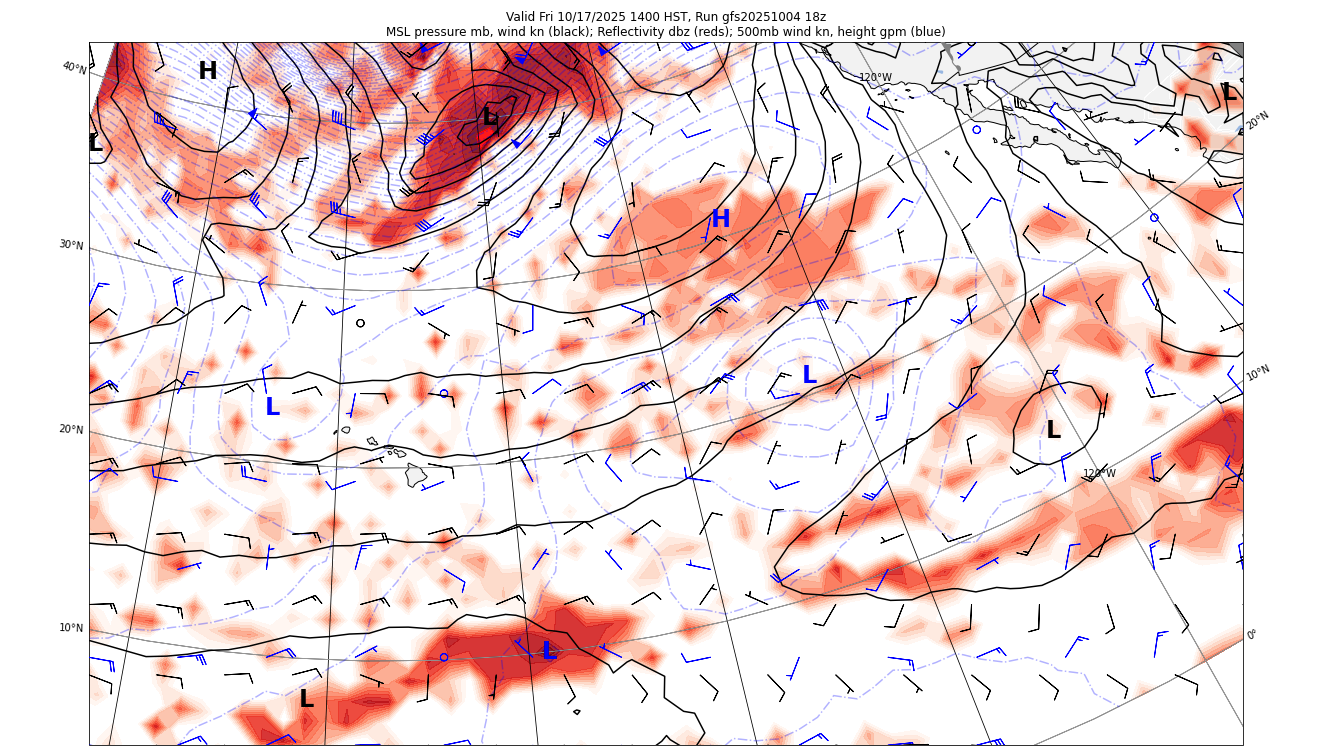 Valid Fri 10/17/2025 1400 HST, Run gfs20251004 18z
MSL pressure mb, wind kn (black); Reflectivity dbz (reds); 500mb wind kn, height gpm (blue)
40°N
H
120°W
L
L
20°N
L
H
30°N
L
10°N
L
20°N
L
120°W
10°N
0°
L
L